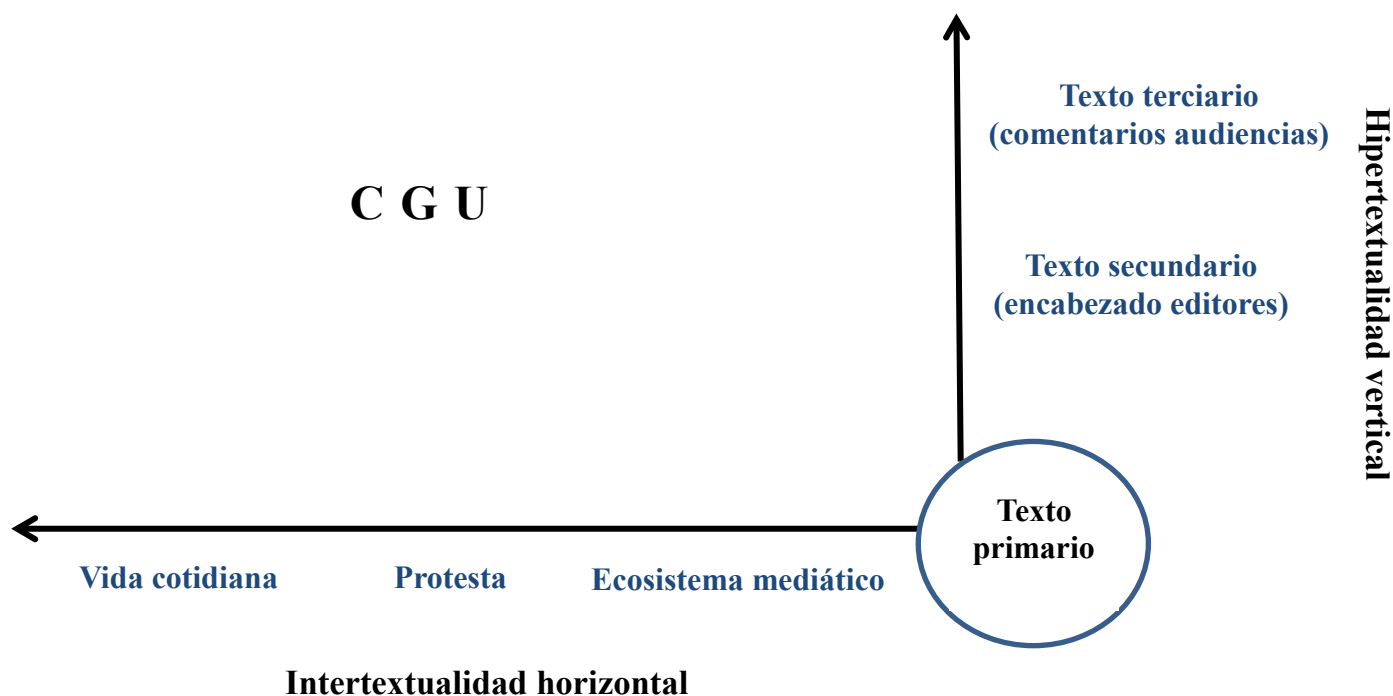 Texto terciario
(comentarios audiencias)
Hipertextualidad vertical
C G U
Texto secundario
(encabezado editores)
Texto
primario
Vida cotidiana
Protesta
Ecosistema mediático
Intertextualidad horizontal